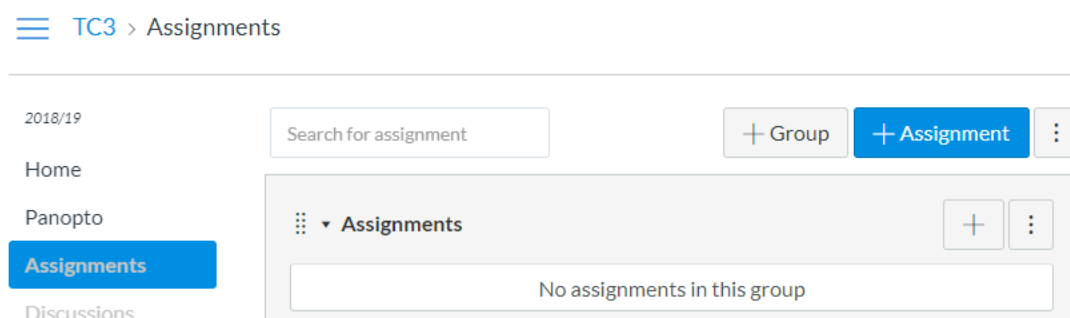 TC3 > Assignments
2018/19
Search for assignment
+ Group
+ Assignment
Home
Panopto
Assignments
Discussions
Assignments
No assignments in this group